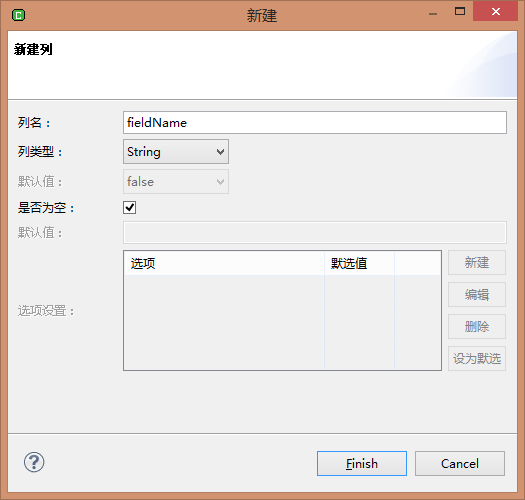 新建
新建列
列名：
fieldName
列类型：
String
默认值：
false
是否为空：
默认值：
选项 默选值
选项设置：
新建
编辑
删除
设为默选
?
Finish
Cancel